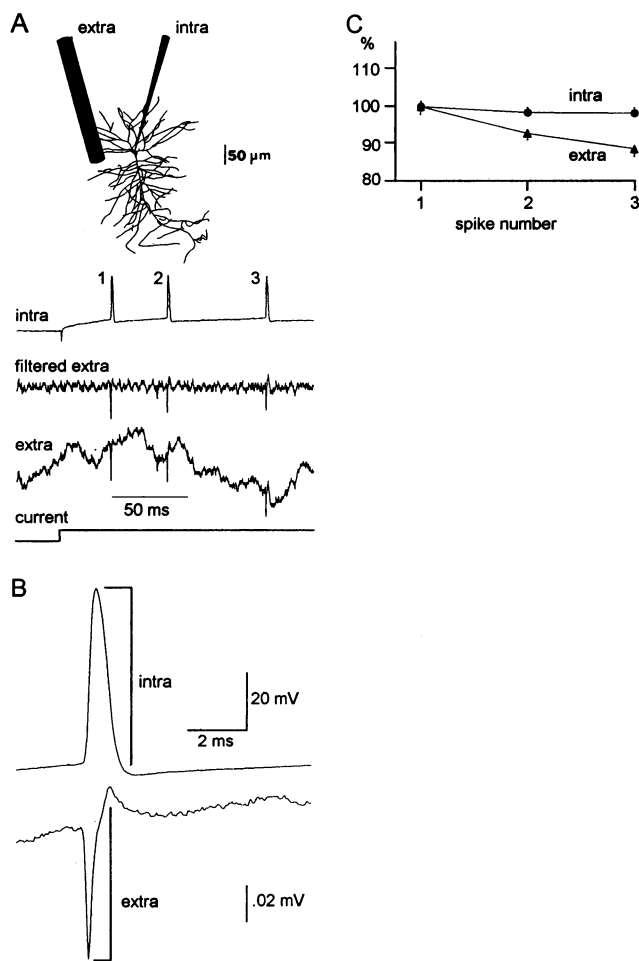 A
extra
intra
50 µm
1 2 3
intra
filtered extra
extra
50 ms
current
B
intra
20 mV
2 ms
extra
.02 mV
C
%
110
100
90
80
intra
extra
1 2 3
spike number